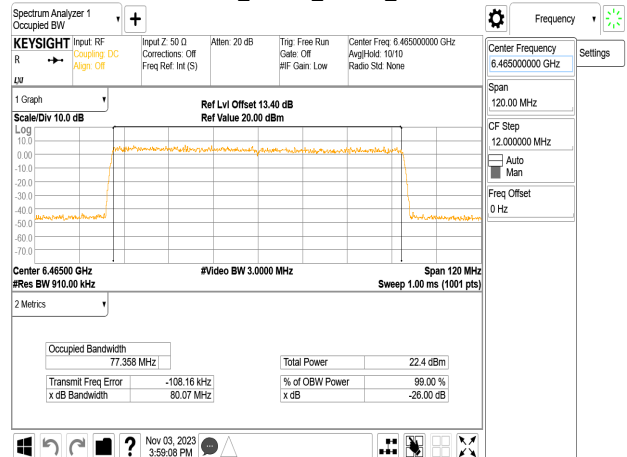 Spectrum Analyzer 1
Occupied BW
Frequency
KEYSIGHT
R
Input: RF
Coupling: DC
Align: Off
Input Z: 50 Ω
Corrections: Off
Freq Ref: Int (S)
Atten: 20 dB
Trig: Free Run
Gate: Off
#IF Gain: Low
Center Freq: 6.465000000 GHz
Avg|Hold: 10/10
Radio Std: None
Center Frequency
6.465000000 GHz
Settings
Span
120.00 MHz
CF Step
12.000000 MHz
Auto
Man
Freq Offset
0 Hz
1 Graph
Scale/Div 10.0 dB
Ref Lvl Offset 13.40 dB
Ref Value 20.00 dBm
Log
10.0
0.00
-10.0
-20.0
-30.0
-40.0
-50.0
-60.0
-70.0
Center 6.46500 GHz
#Video BW 3.0000 MHz
Span 120 MHz
#Res BW 910.00 kHz
Sweep 1.00 ms (1001 pts)
2 Metrics
Occupied Bandwidth
77.358 MHz
Total Power 22.4 dBm
Transmit Freq Error -108.16 kHz
% of OBW Power 99.00 %
x dB Bandwidth 80.07 MHz
x dB -26.00 dB
?
Nov 03, 2023
3:59:08 PM